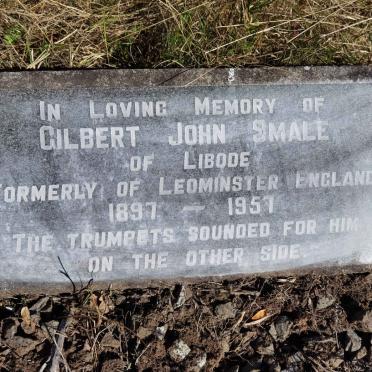 In Loving Memory of
Gilbert John Smale
of Libode
Formerly of Leominster England
1897 – 1957
The trumpets sounded for him
on the other side.